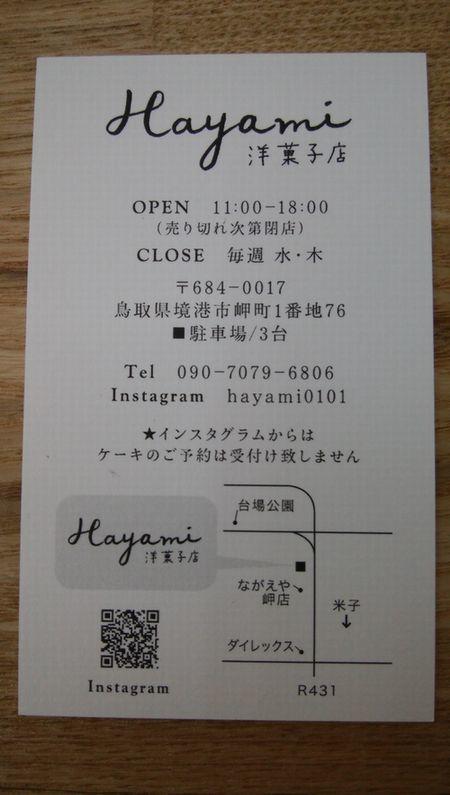 Hayami
洋菓子店
OPEN 11:00-18:00
(売り切れ次第閉店)
CLOSE 毎週 水・木
〒684-0017
鳥取県境港市岬町1番地76
■駐車場/3台
Tel 090-7079-6806
Instagram hayami0101
★インスタグラムからは
ケーキのご予約は受付け致しません
台場公園
Hayami
洋菓子店
ながえや
岬店
米子
↓
ダイレックス
Instagram
R431